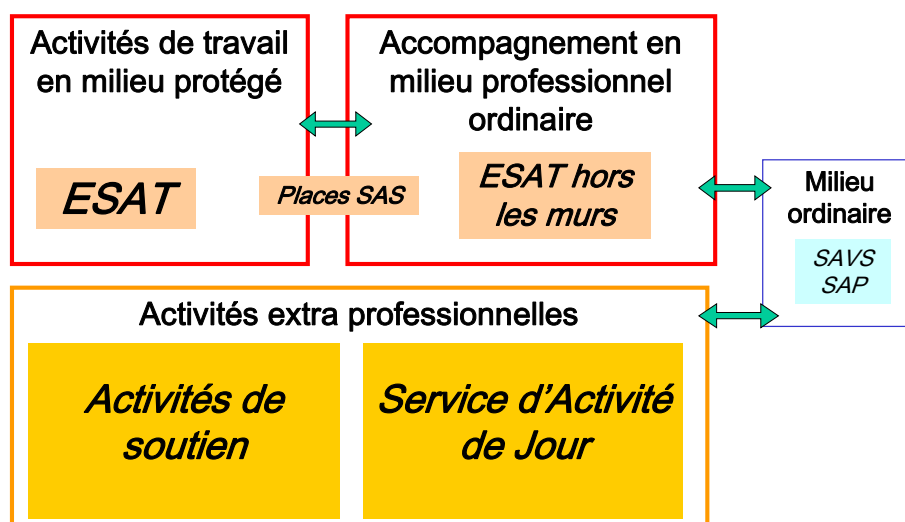 Activités de travail
en milieu protégé
ESAT
Places SAS
Accompagnement en
milieu professionnel
ordinaire
ESAT hors
les murs
Milieu
ordinaire
SAVS
SAP
Activités extra professionnelles
Activités de
soutien
Service d'Activité
de Jour